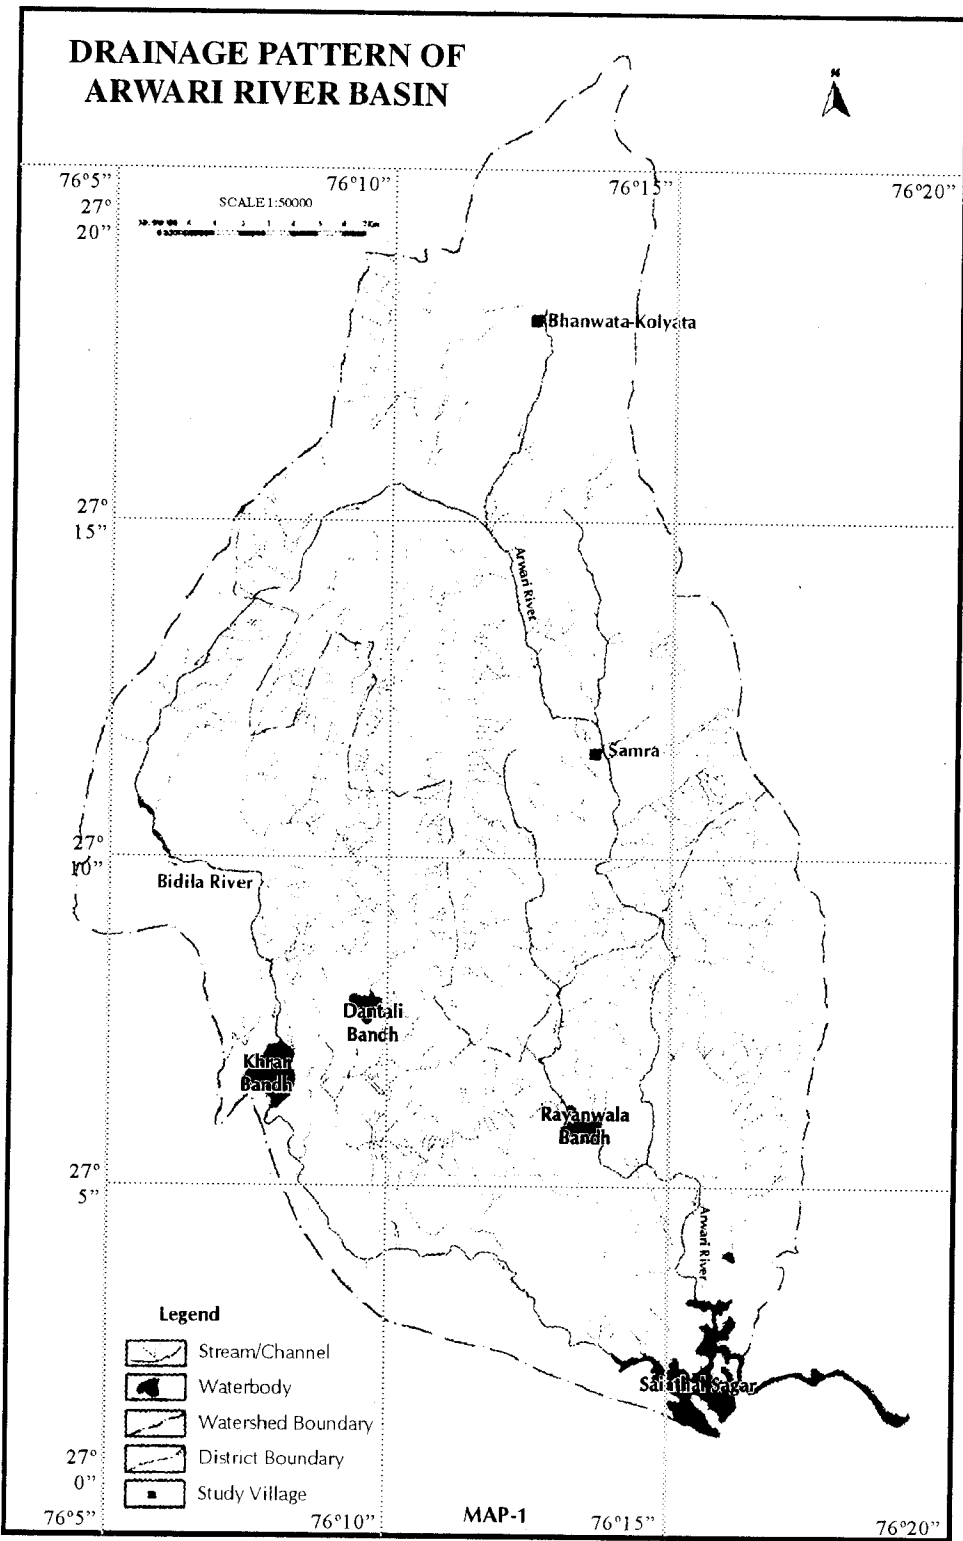 DRAINAGE PATTERN OF
ARWARI RIVER BASIN
N
76°5”
76°10”
76°15”
76°20”
27°
20”
SCALE 1:50000
Bhanwata-Kolyata
27°
15”
Arwari River
Samra
27°
10”
Bidila River
Dantali
Bandh
Khran
Bandh
Rayanwala
Bandh
27°
5”
Arwari River
Legend
Stream/Channel
Sainthal Sagar
Waterbody
Watershed Boundary
District Boundary
27°
0”
Study Village
76°5”
76°10”
MAP-1
76°15”
76°20”